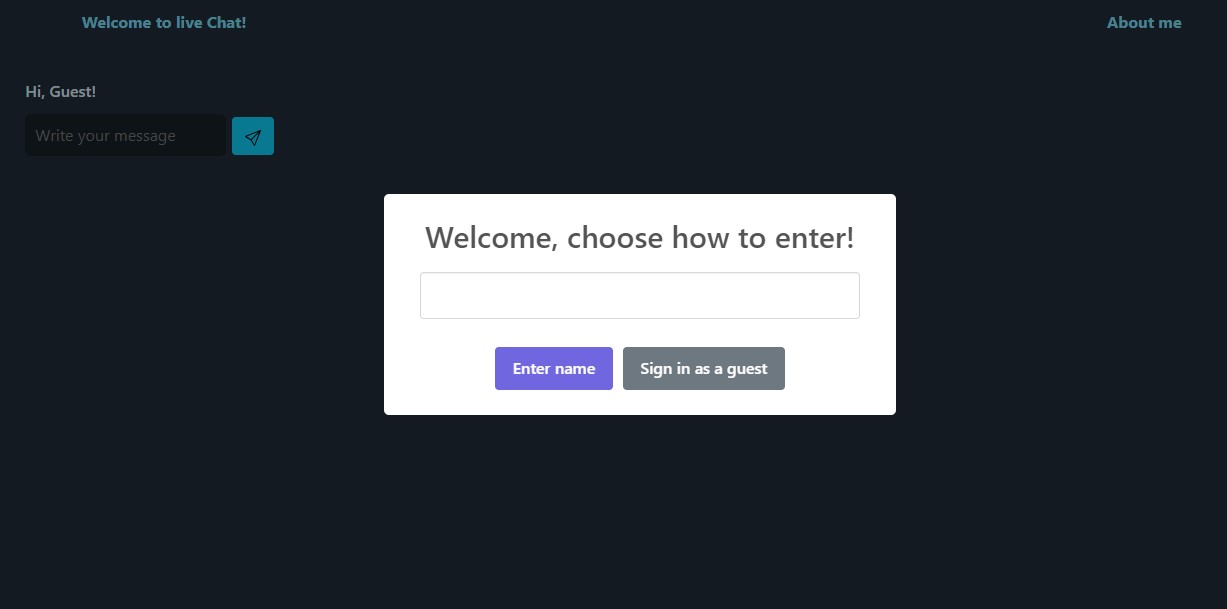 Welcome to live Chat!
About me
Hi, Guest!
Write your message
Welcome, choose how to enter!
Enter name
Sign in as a guest